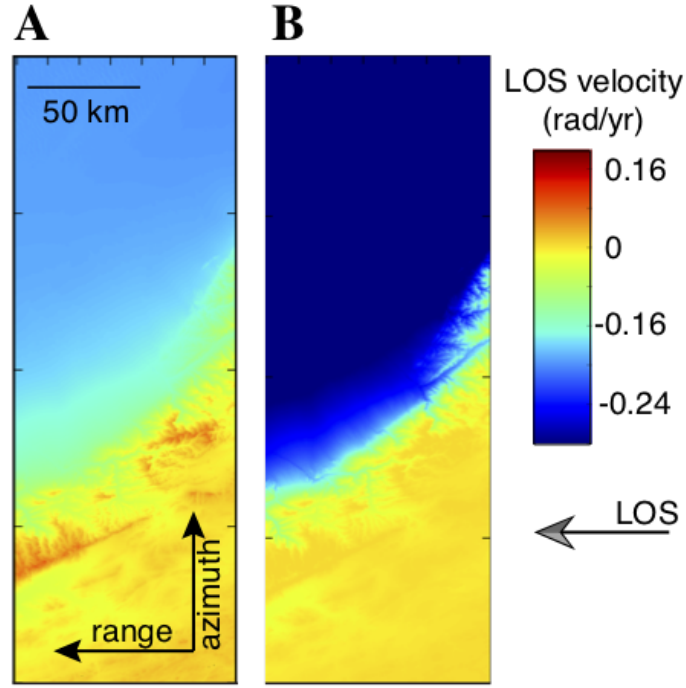 A
B
50 km
LOS velocity
(rad/yr)
0.16
0
-0.16
-0.24
LOS
azimuth
range